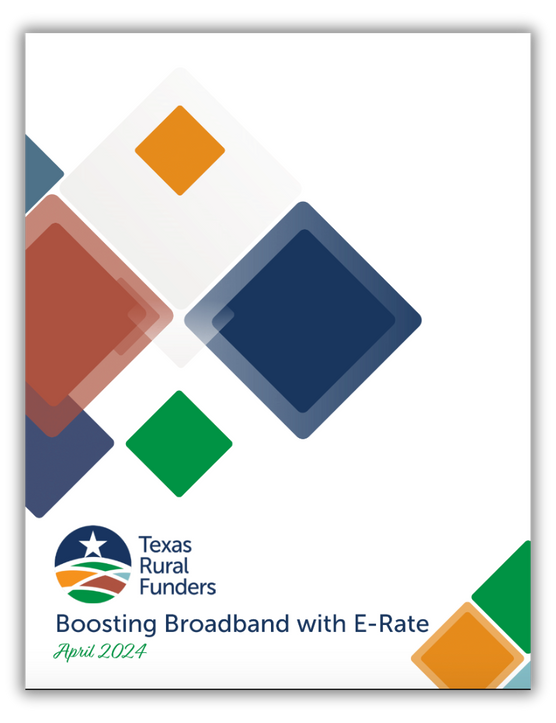 Texas
Rural
Funders
Boosting Broadband with E-Rate
April 2024